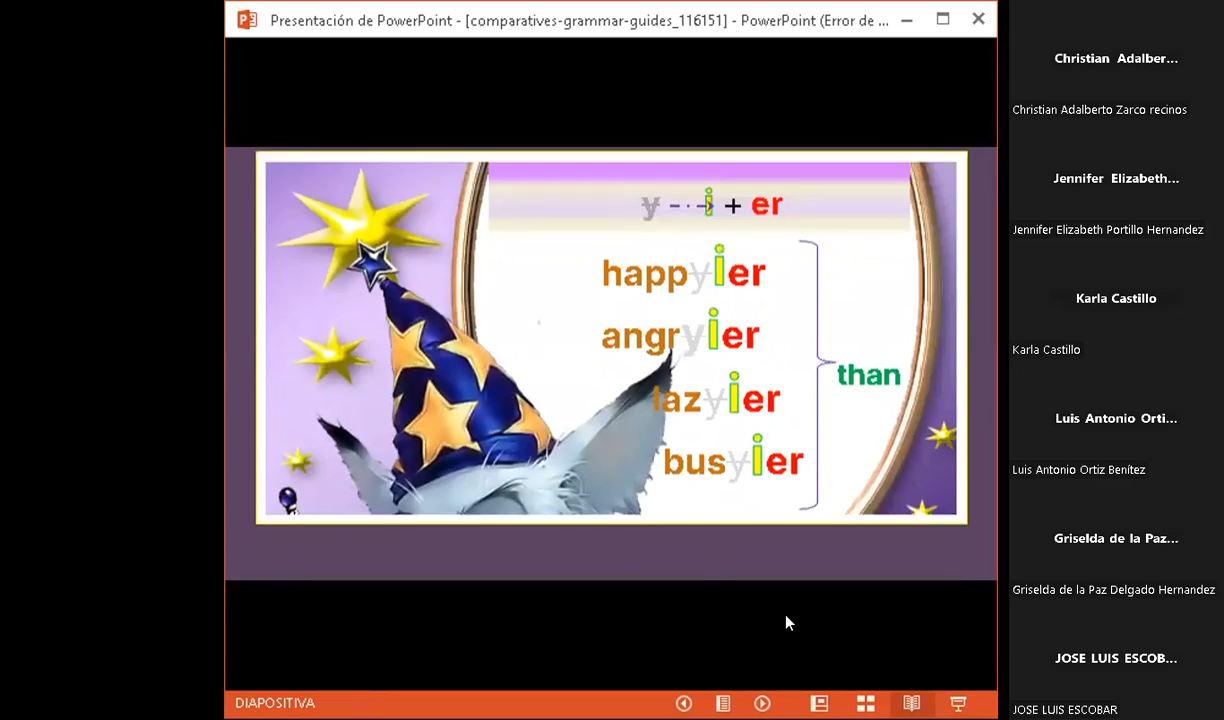 Presentación de PowerPoint - [comparatives-grammar-guides_116151] - PowerPoint (Error de ...
y --→ i + er
happyier
angryier
lazyier
busyier
than
DIAPOSITIVA
Christian Adalber...
Christian Adalberto Zarco recinos
Jennifer Elizabeth...
Jennifer Elizabeth Portillo Hernandez
Karla Castillo
Karla Castillo
Luis Antonio Orti...
Luis Antonio Ortiz Benítez
Griselda de la Paz...
Griselda de la Paz Delgado Hernandez
JOSE LUIS ESCOB...
JOSE LUIS ESCOBAR